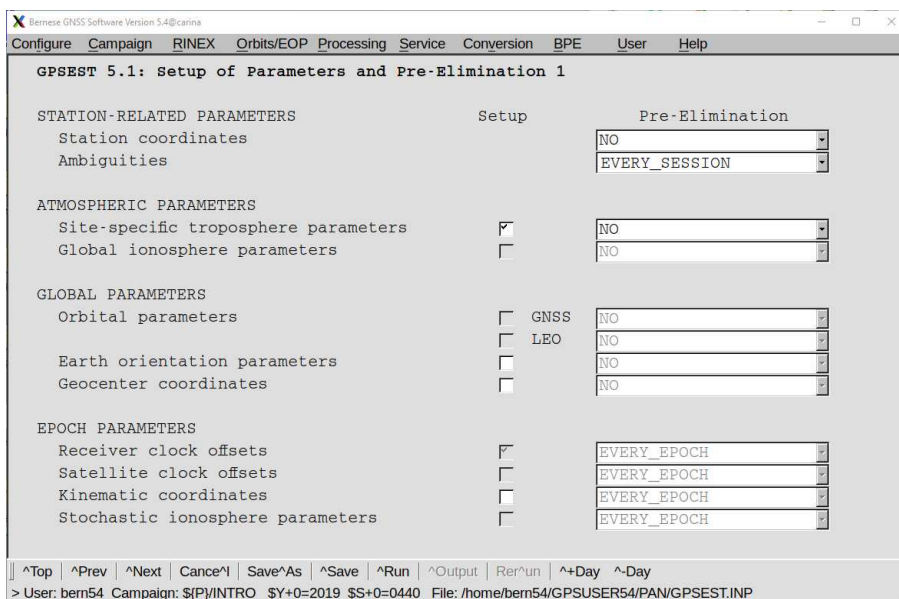 Bernese GNSS Software Version 5.4@carina
Configure Campaign RINEX Orbits/EOP Processing Service Conversion BPE User Help
GPSEST 5.1: Setup of Parameters and Pre-Elimination 1
STATION-RELATED PARAMETERS Setup Pre-Elimination
Station coordinates NO
Ambiguities EVERY_SESSION
ATMOSPHERIC PARAMETERS
Site-specific troposphere parameters NO
Global ionosphere parameters NO
GLOBAL PARAMETERS
Orbital parameters GNSS NO
LEO NO
Earth orientation parameters NO
Geocenter coordinates NO
EPOCH PARAMETERS
Receiver clock offsets EVERY_EPOCH
Satellite clock offsets EVERY_EPOCH
Kinematic coordinates EVERY_EPOCH
Stochastic ionosphere parameters EVERY_EPOCH
^Top | ^Prev | ^Next | Cance^l | Save^As | ^Save | ^Run | ^Output | Rer^un | ^+Day ^-Day
> User: bern54 Campaign: ${P}/INTRO $Y+0=2019 $S+0=0440 File: /home/bern54/GPSUSER54/PAN/GPSEST.INP